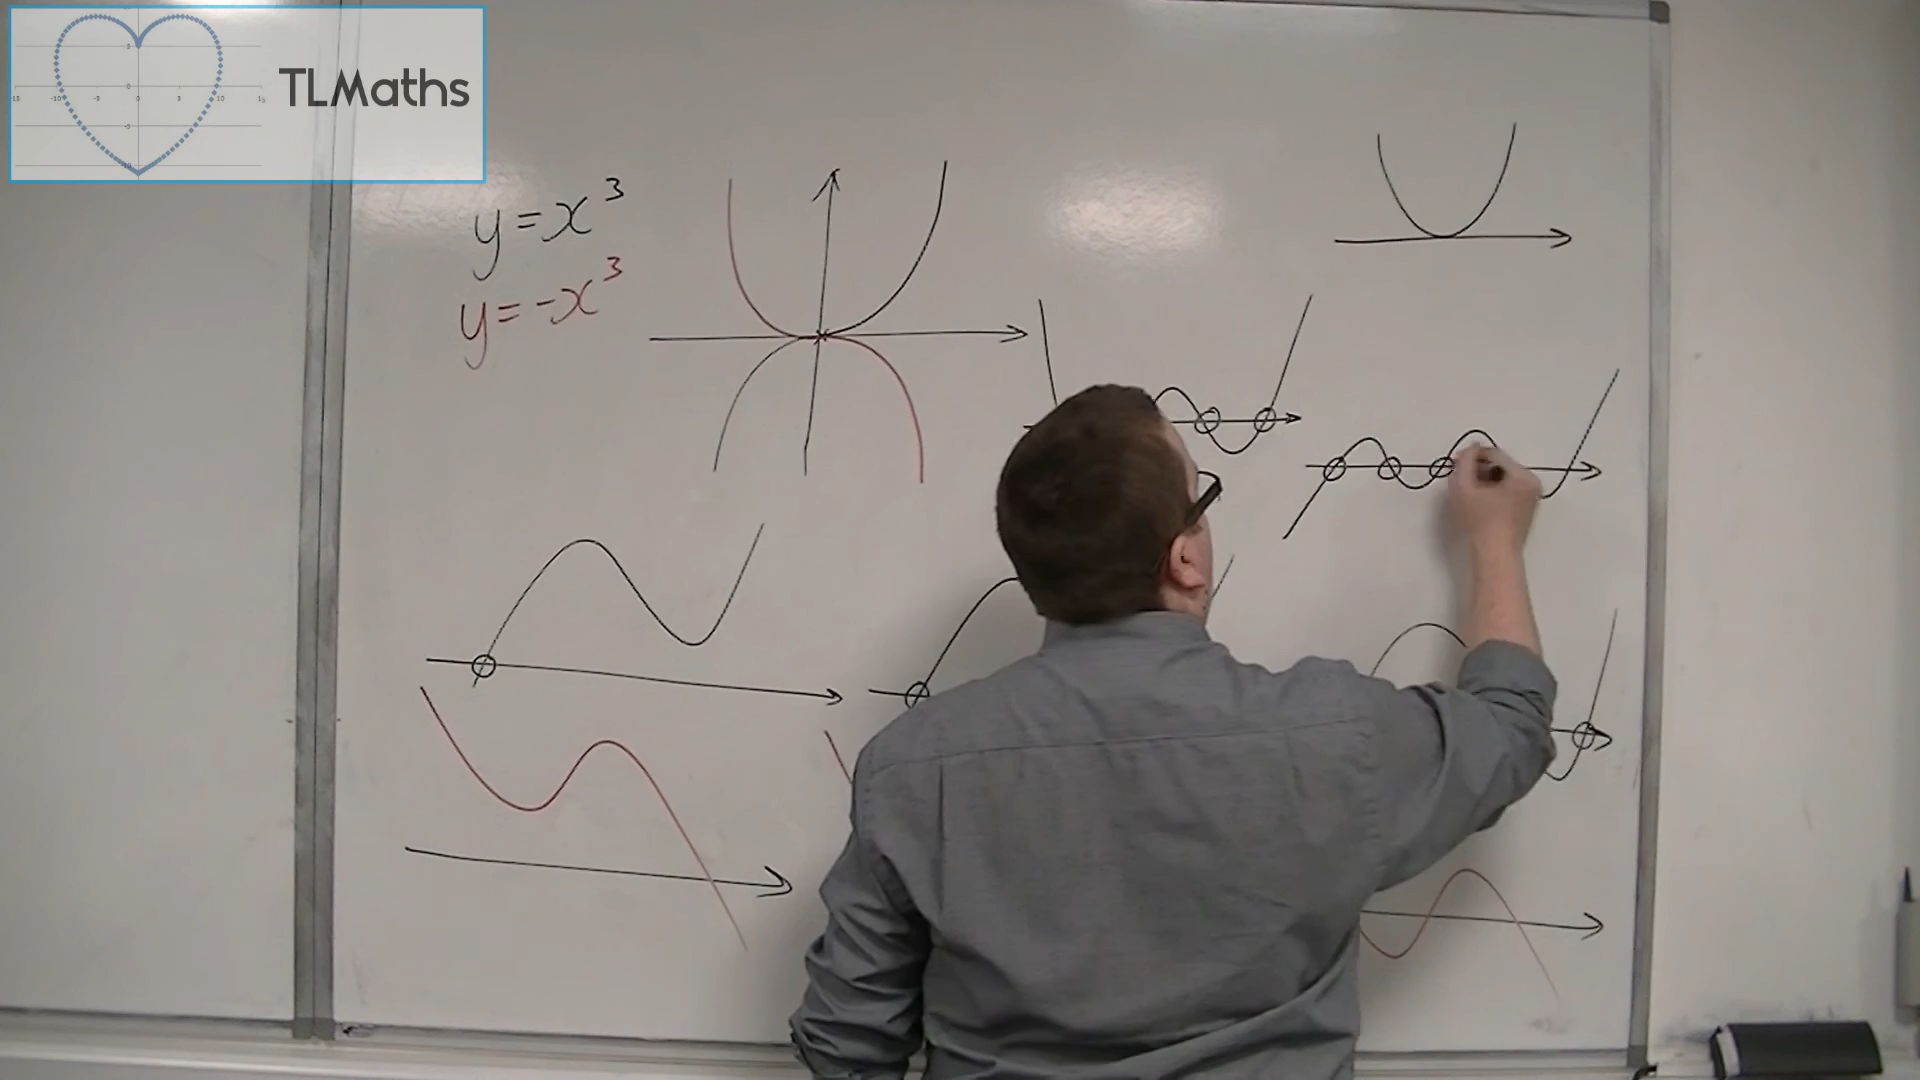 TLMaths
y = x³
y = -x³